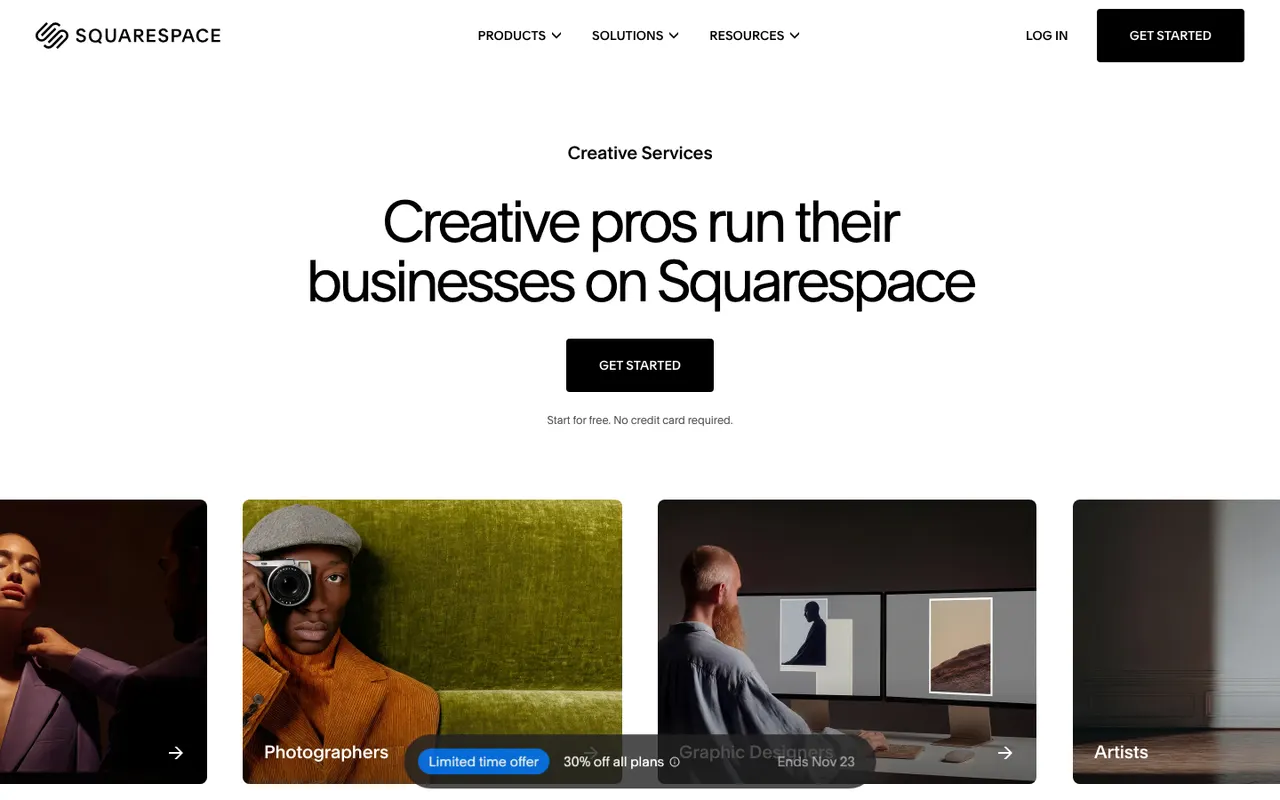 SQUARESPACE
PRODUCTS
SOLUTIONS
RESOURCES
LOG IN
GET STARTED
Creative Services
Creative pros run their
businesses on Squarespace
GET STARTED
Start for free. No credit card required.
Photographers
Graphic Designers
Artists
Limited time offer
30% off all plans
Ends Nov 23